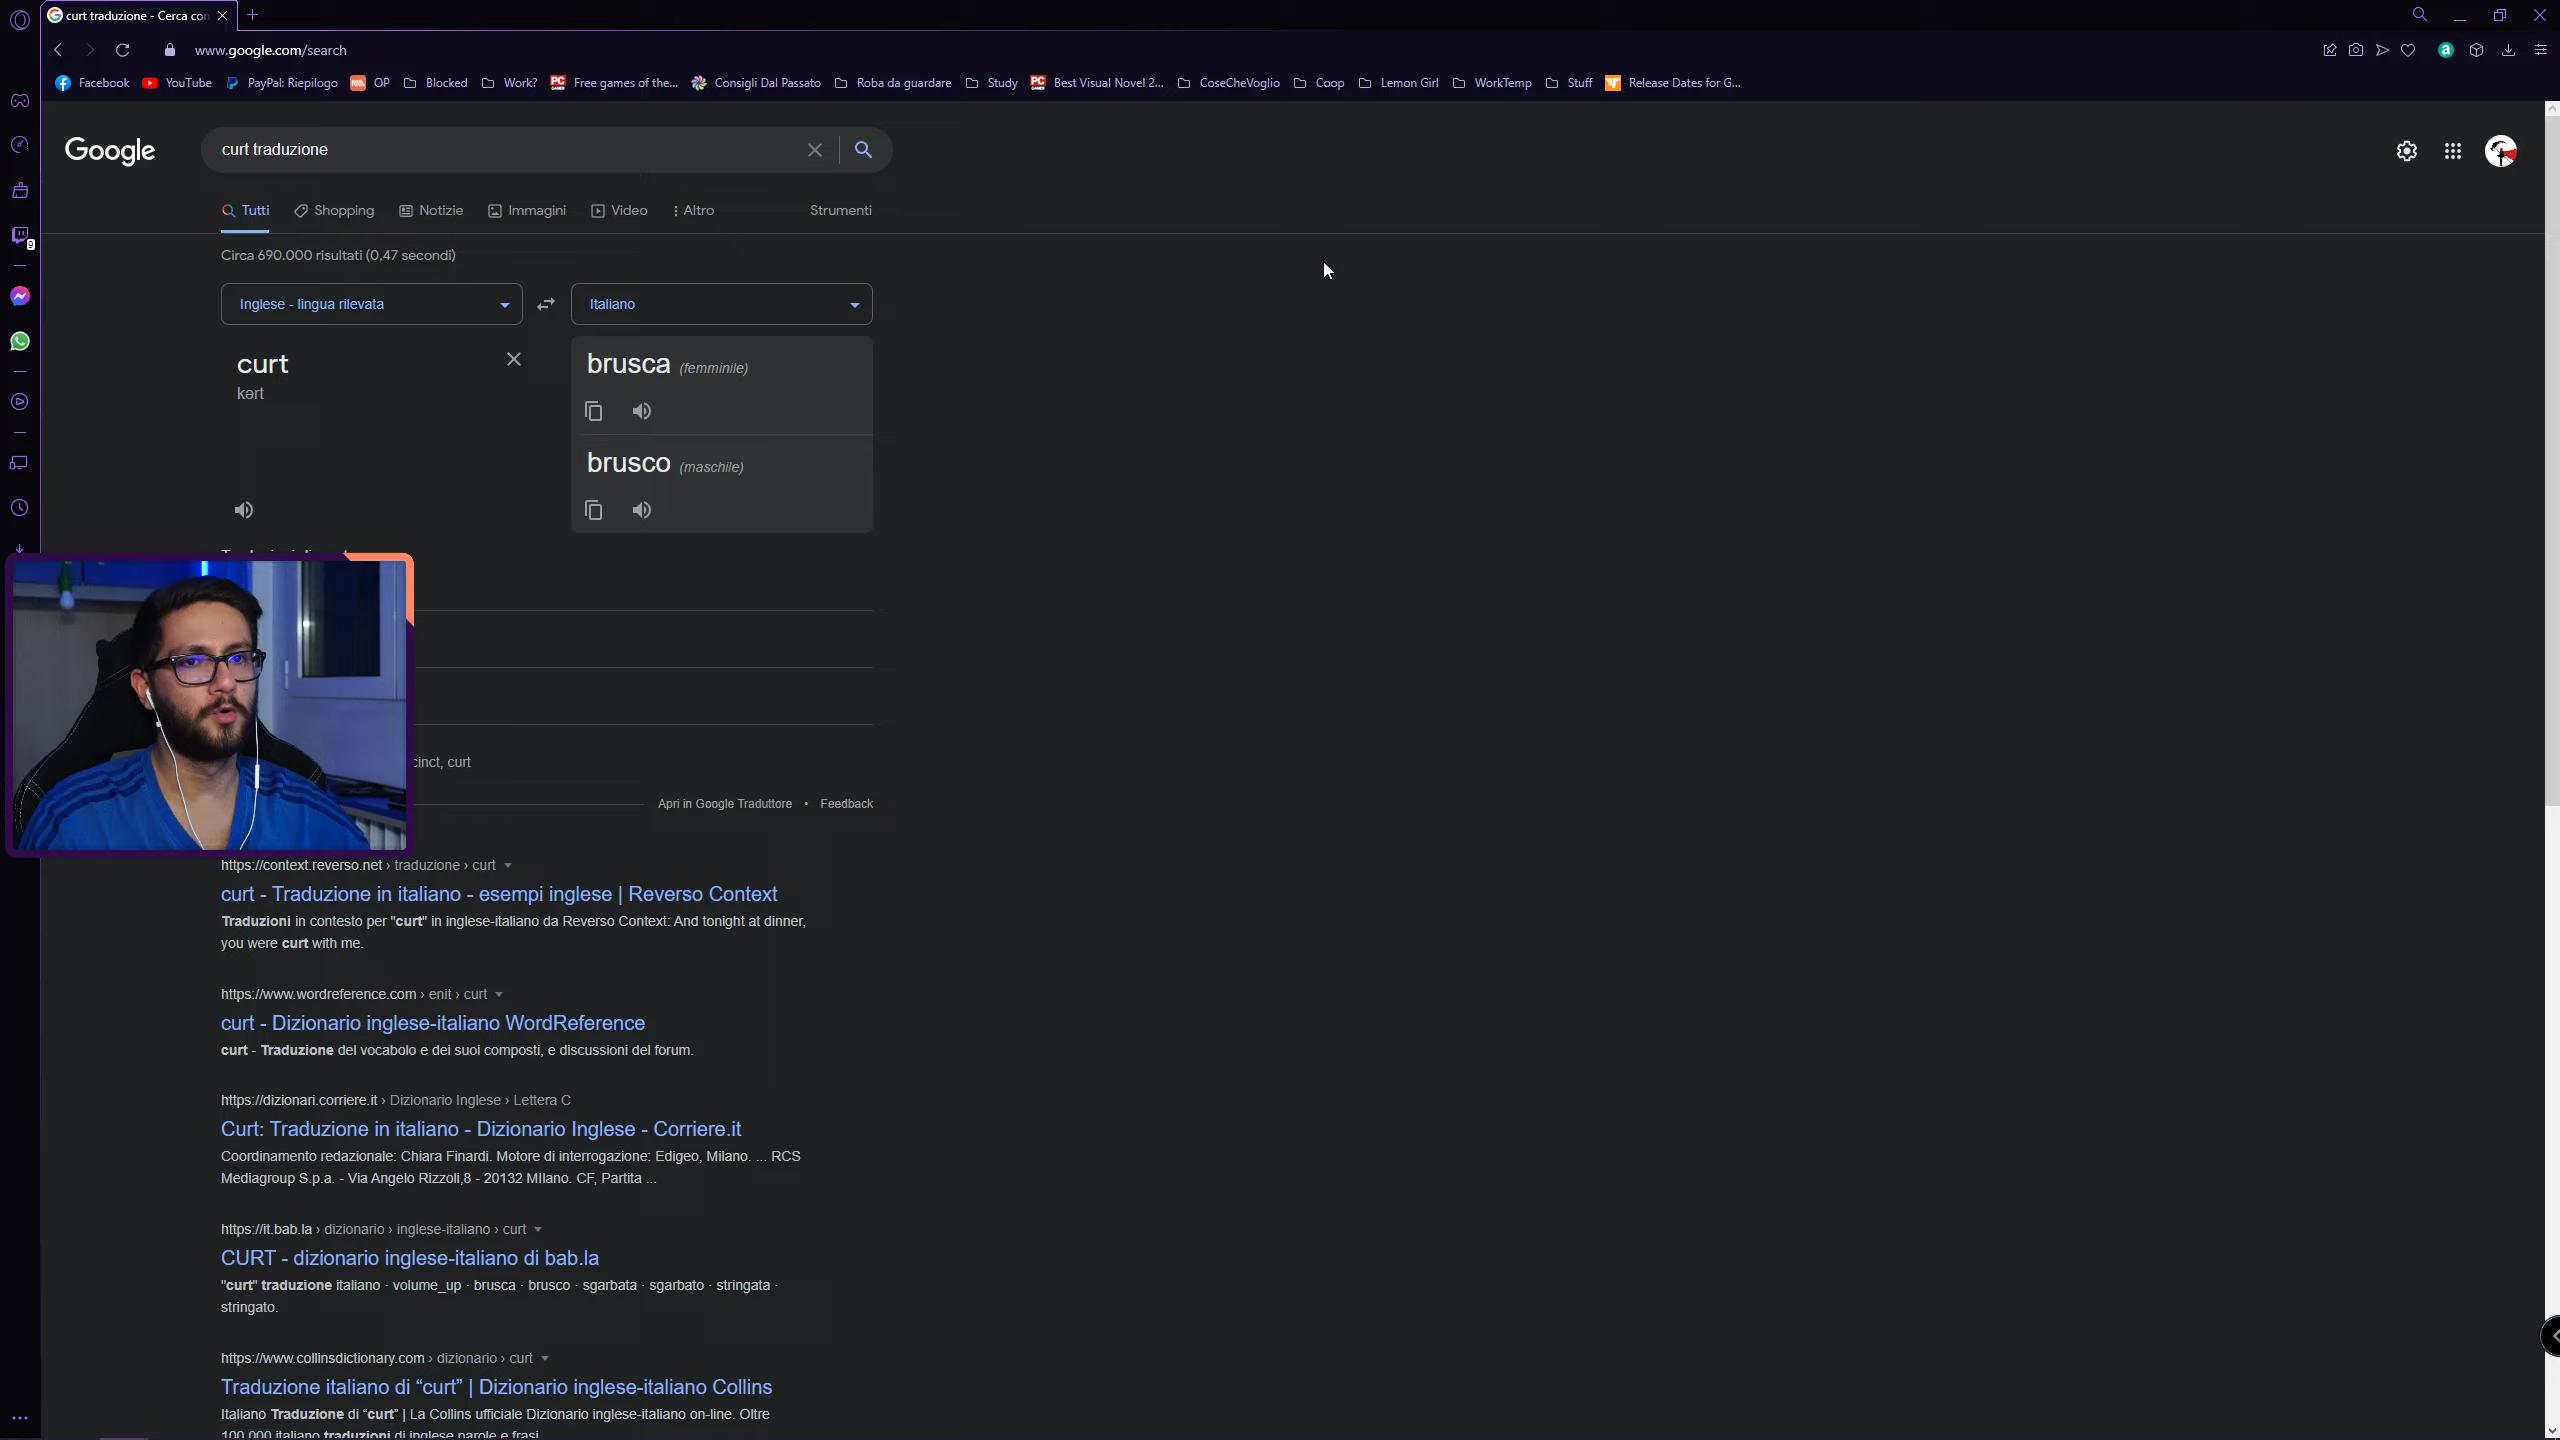 curt traduzione - Cerca con
www.google.com/search
Facebook
YouTube
PayPal: Riepilogo
OP
Blocked
Work?
Free games of the...
Consigli Dal Passato
Roba da guardare
Study
Best Visual Novel 2...
CoseCheVoglio
Coop
Lemon Girl
WorkTemp
Stuff
Release Dates for G...
Google
curt traduzione
Tutti
Shopping
Notizie
Immagini
Video
Altro
Strumenti
Circa 690.000 risultati (0,47 secondi)
Inglese - lingua rilevata
Italiano
curt
kərt
brusca (femminile)
brusco (maschile)
cinct, curt
Apri in Google Traduttore • Feedback
https://context.reverso.net › traduzione › curt
curt - Traduzione in italiano - esempi inglese | Reverso Context
Traduzioni in contesto per "curt" in inglese-italiano da Reverso Context: And tonight at dinner,
you were curt with me.
https://www.wordreference.com › enit › curt
curt - Dizionario inglese-italiano WordReference
curt - Traduzione del vocabolo e dei suoi composti, e discussioni del forum.
https://dizionari.corriere.it › Dizionario Inglese › Lettera C
Curt: Traduzione in italiano - Dizionario Inglese - Corriere.it
Coordinamento redazionale: Chiara Finardi. Motore di interrogazione: Edigeo, Milano. ... RCS
Mediagroup S.p.a. - Via Angelo Rizzoli,8 - 20132 MIlano. CF, Partita ...
https://it.bab.la › dizionario › inglese-italiano › curt
CURT - dizionario inglese-italiano di bab.la
"curt" traduzione italiano · volume_up · brusca · brusco · sgarbata · sgarbato · stringata ·
stringato.
https://www.collinsdictionary.com › dizionario › curt
Traduzione italiano di “curt” | Dizionario inglese-italiano Collins
Italiano Traduzione di “curt” | La Collins ufficiale Dizionario inglese-italiano on-line. Oltre
100 000 italiano traduzioni di inglese parole e frasi